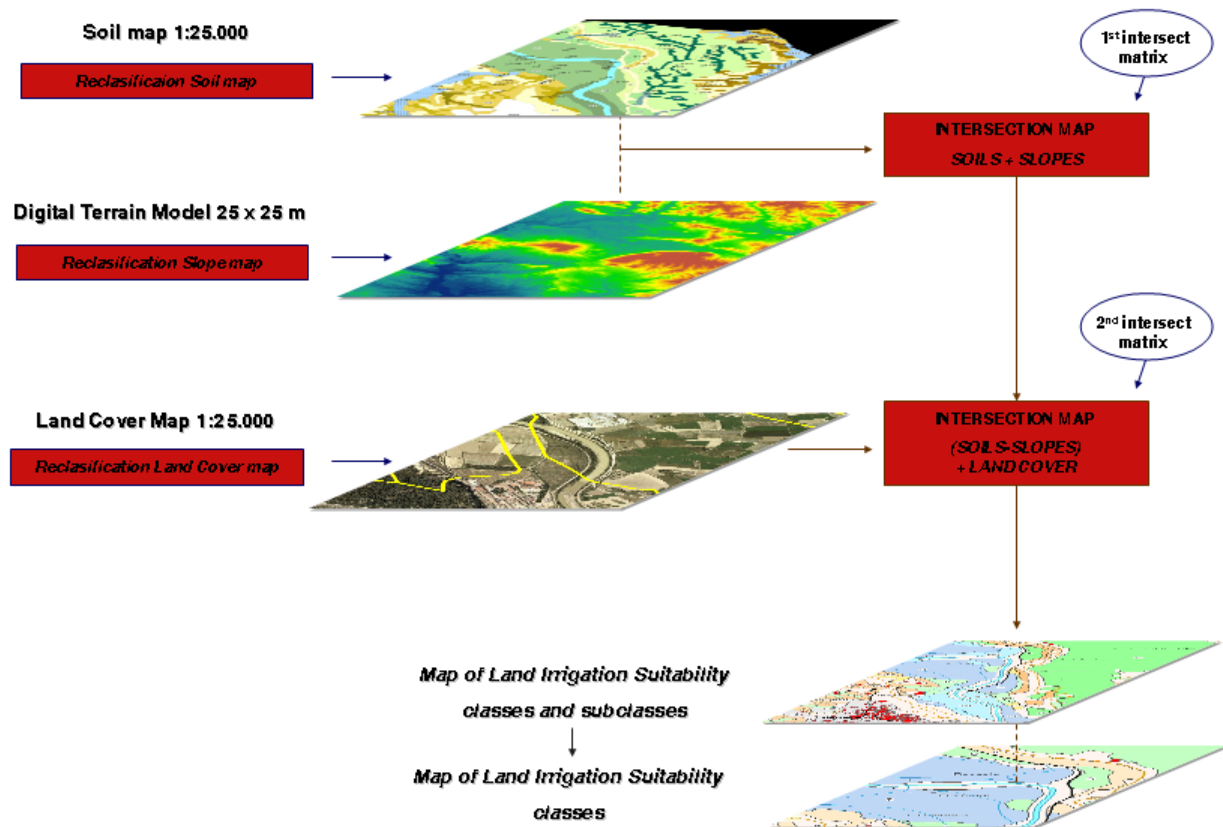 Soil map 1:25.000
Reclasificaion Soil map
1st intersect
matrix
INTERSECTION MAP
SOILS + SLOPES
Digital Terrain Model 25 x 25 m
Reclasification Slope map
2nd intersect
matrix
Land Cover Map 1:25.000
Reclasification Land Cover map
INTERSECTION MAP
(SOILS-SLOPES)
+ LAND COVER
Map of Land Irrigation Suitability
classes and subclasses
Map of Land Irrigation Suitability
classes